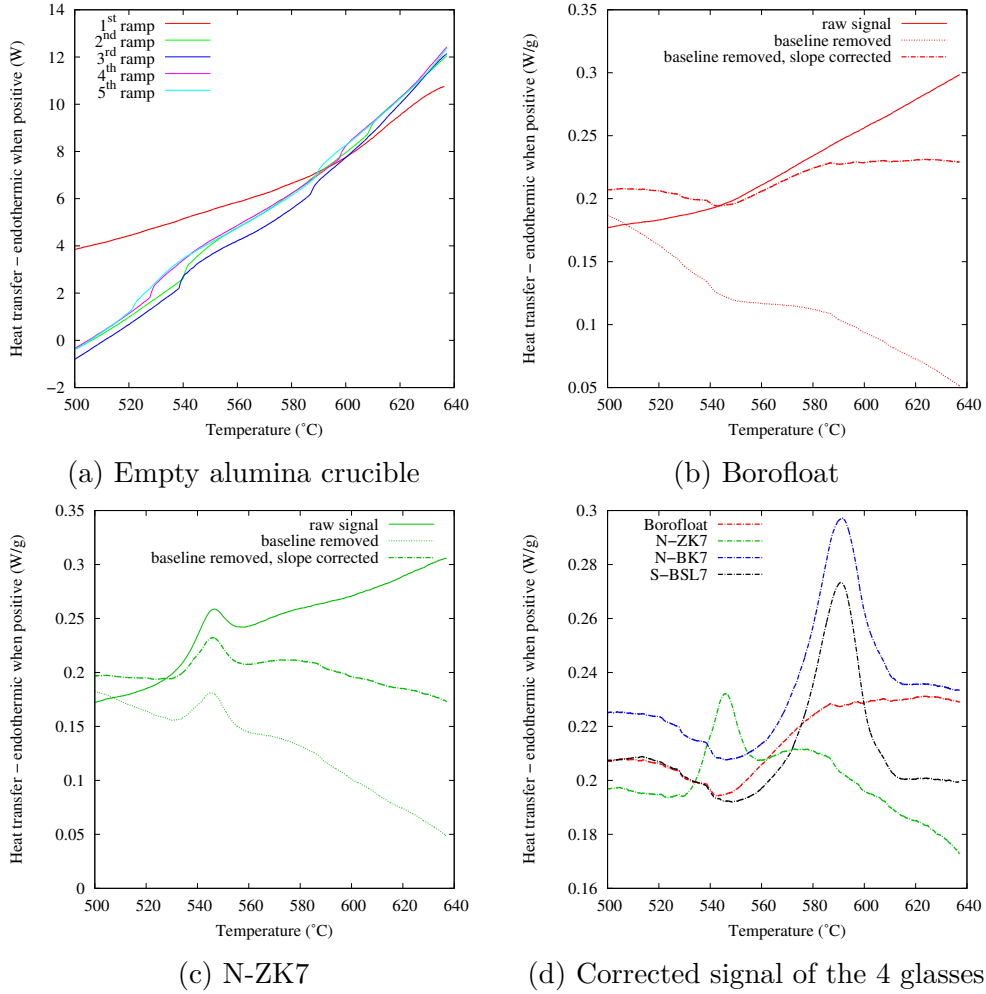 Heat transfer − endothermic when positive (W)
1st ramp
2nd ramp
3rd ramp
4th ramp
5th ramp
14
12
10
8
6
4
2
0
−2
500 520 540 560 580 600 620 640
Temperature (˚C)
(a) Empty alumina crucible
Heat transfer − endothermic when positive (W/g)
raw signal
baseline removed
baseline removed, slope corrected
0.35
0.3
0.25
0.2
0.15
0.1
0.05
500 520 540 560 580 600 620 640
Temperature (˚C)
(b) Borofloat
Heat transfer − endothermic when positive (W/g)
raw signal
baseline removed
baseline removed, slope corrected
0.35
0.3
0.25
0.2
0.15
0.1
0.05
0
500 520 540 560 580 600 620 640
Temperature (˚C)
(c) N-ZK7
Heat transfer − endothermic when positive (W/g)
Borofloat
N−ZK7
N−BK7
S−BSL7
0.3
0.28
0.26
0.24
0.22
0.2
0.18
0.16
500 520 540 560 580 600 620 640
Temperature (˚C)
(d) Corrected signal of the 4 glasses